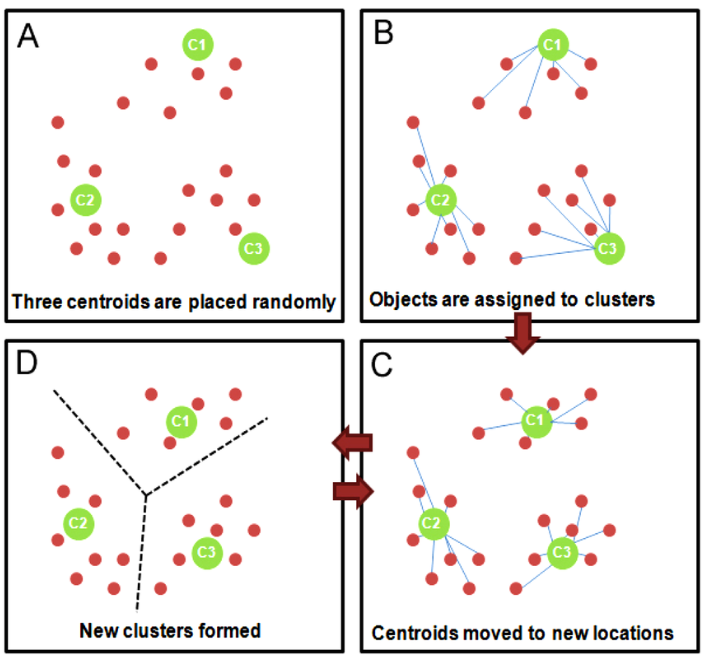 A
C1
C2
C3
Three centroids are placed randomly
B
C1
C2
C3
Objects are assigned to clusters
D
C1
C2
C3
New clusters formed
C
C1
C2
C3
Centroids moved to new locations